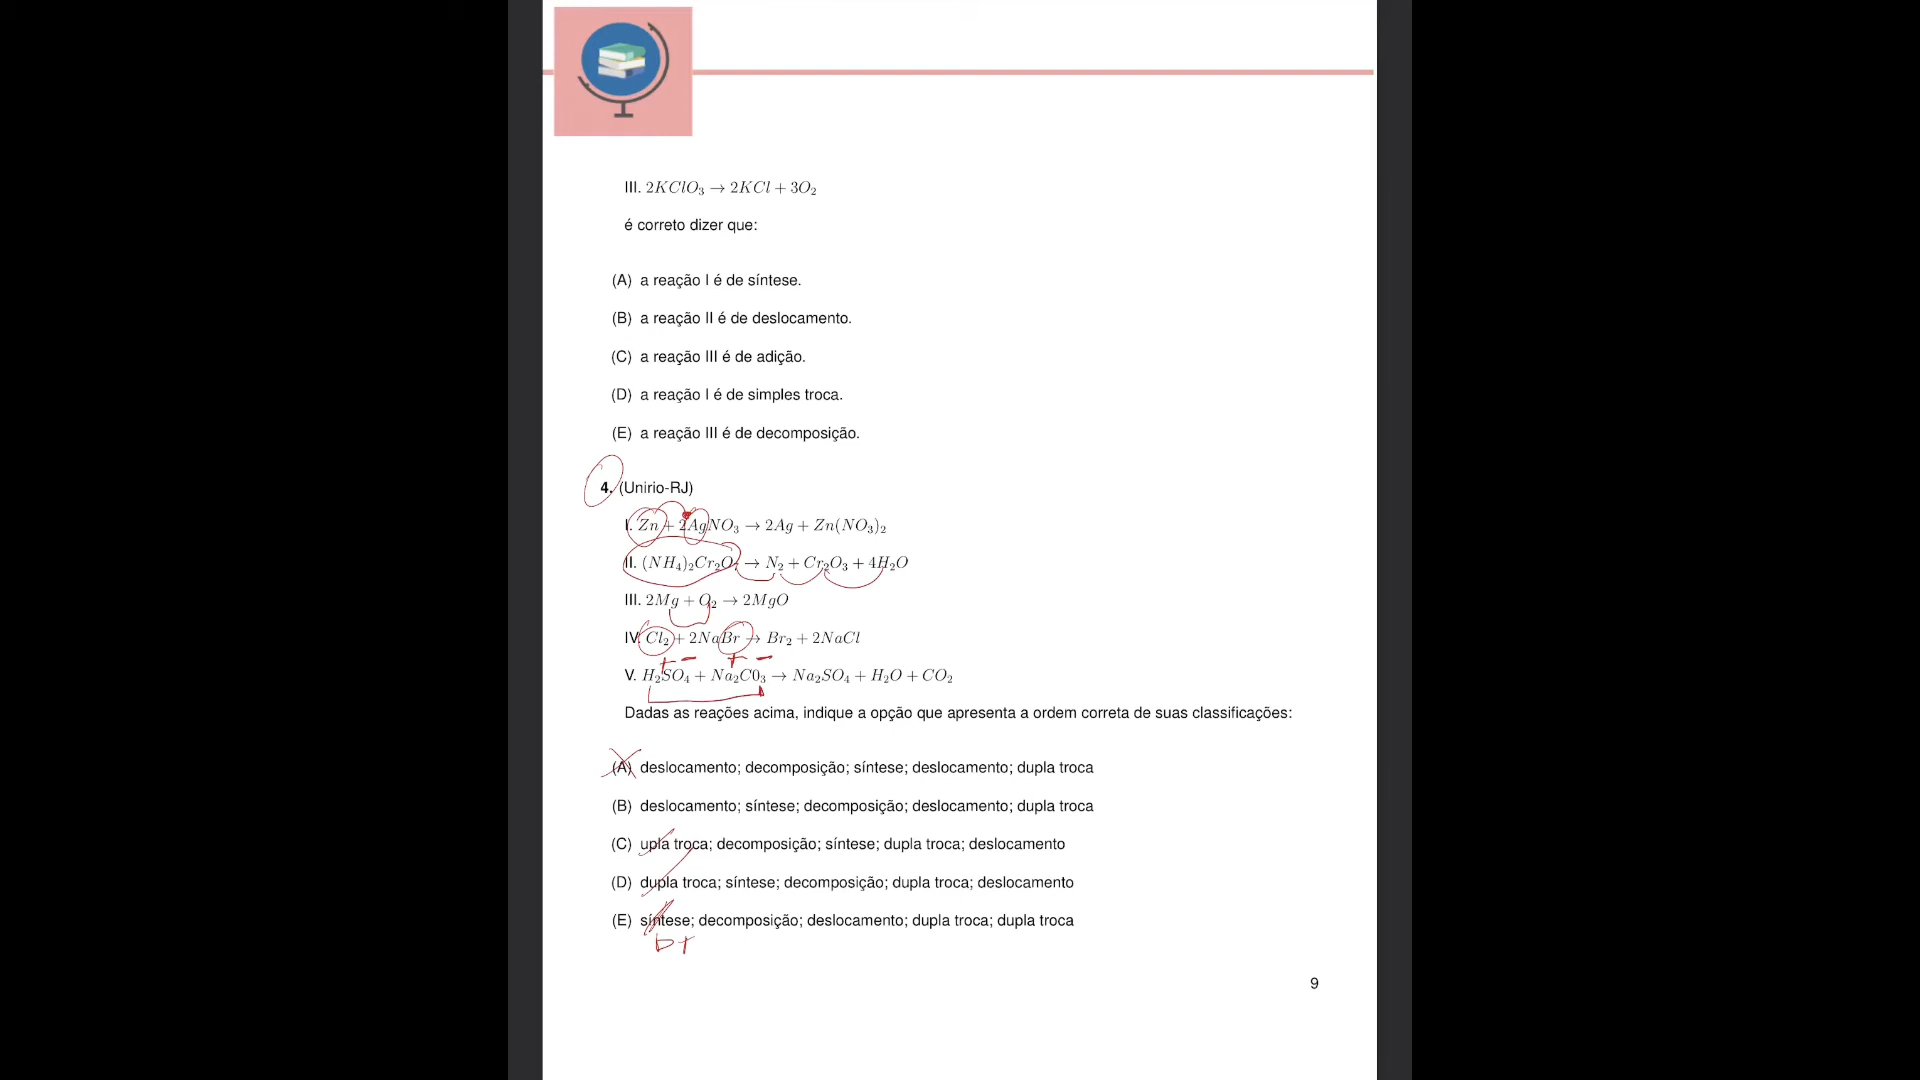 III. 2KClO₃ → 2KCl + 3O₂
é correto dizer que:
(A) a reação I é de síntese.
(B) a reação II é de deslocamento.
(C) a reação III é de adição.
(D) a reação I é de simples troca.
(E) a reação III é de decomposição.
4. (Unirio-RJ)
I. Zn + 2AgNO₃ → 2Ag + Zn(NO₃)₂
II. (NH₄)₂Cr₂O₇ → N₂ + Cr₂O₃ + 4H₂O
III. 2Mg + O₂ → 2MgO
IV. Cl₂ + 2NaBr → Br₂ + 2NaCl
+ - + -
V. H₂SO₄ + Na₂C0₃ → Na₂SO₄ + H₂O + CO₂
Dadas as reações acima, indique a opção que apresenta a ordem correta de suas classificações:
(A) deslocamento; decomposição; síntese; deslocamento; dupla troca
(B) deslocamento; síntese; decomposição; deslocamento; dupla troca
(C) upla troca; decomposição; síntese; dupla troca; deslocamento
(D) dupla troca; síntese; decomposição; dupla troca; deslocamento
(E) síntese; decomposição; deslocamento; dupla troca; dupla troca
DT
9